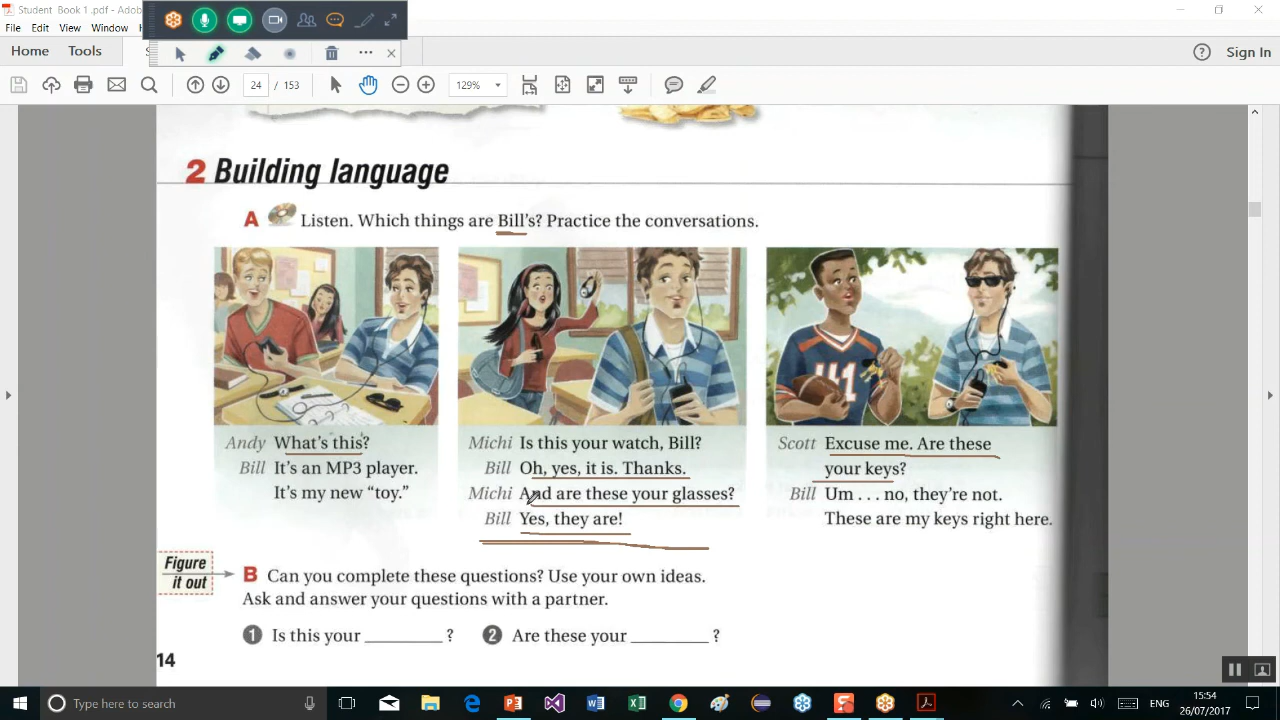 Student Book 1 .pdf - Adobe
File Edit View Window
Home Tools
Sign In
24 / 153
129%
2 Building language
A Listen. Which things are Bill's? Practice the conversations.
Andy What's this?
Bill It's an MP3 player.
It's my new “toy.”
Michi Is this your watch, Bill?
Bill Oh, yes, it is. Thanks.
Michi And are these your glasses?
Bill Yes, they are!
Scott Excuse me. Are these
your keys?
Bill Um . . . no, they're not.
These are my keys right here.
Figure
it out
B Can you complete these questions? Use your own ideas.
Ask and answer your questions with a partner.
1 Is this your ________ ?
2 Are these your ________ ?
14
Type here to search
ENG
15:54
26/07/2017